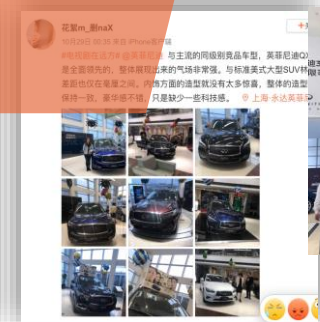 花絮m_剿naX
10月29日 00:35 来自 iPhone客户端
与主流的同级别竞品车型，英菲尼迪Q
是全面领先的，整体展现出来的气场非常强。与标准美式大型SUV林
差距也仅在毫厘之间。内饰方面的造型就没有太多惊喜，整体的造型
保持一致。豪华感不错，只是缺少一些科技感。 上海·永达英菲尼